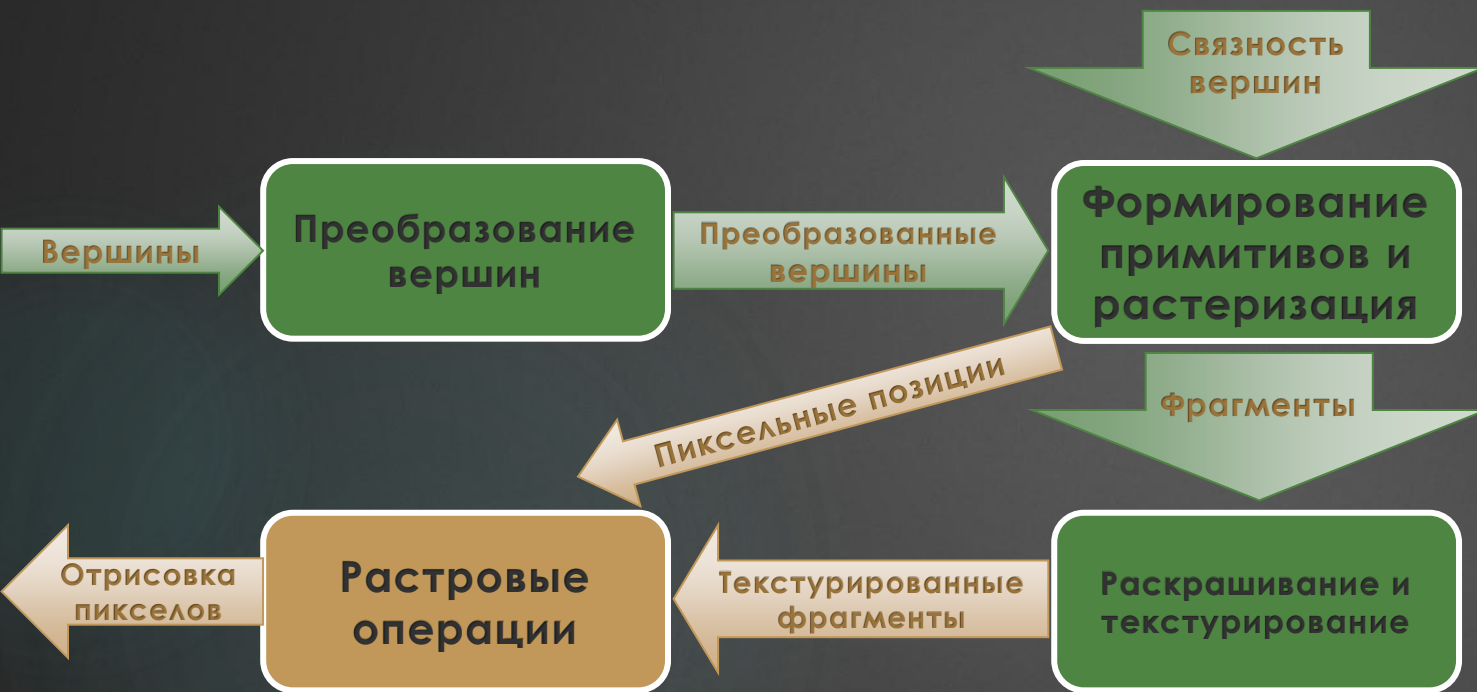 Связность
вершин
Вершины
Преобразование
вершин
Преобразованные
вершины
Формирование
примитивов и
растеризация
Пиксельные позиции
Фрагменты
Отрисовка
пикселов
Растровые
операции
Текстурированные
фрагменты
Раскрашивание и
текстурирование